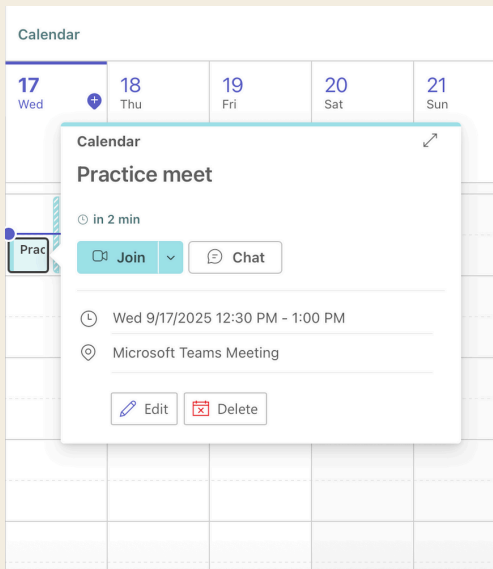 Calendar
17
Wed
18
Thu
19
Fri
20
Sat
21
Sun
Calendar
Practice meet
in 2 min
Join
Chat
Prac
Wed 9/17/2025 12:30 PM - 1:00 PM
Microsoft Teams Meeting
Edit
Delete